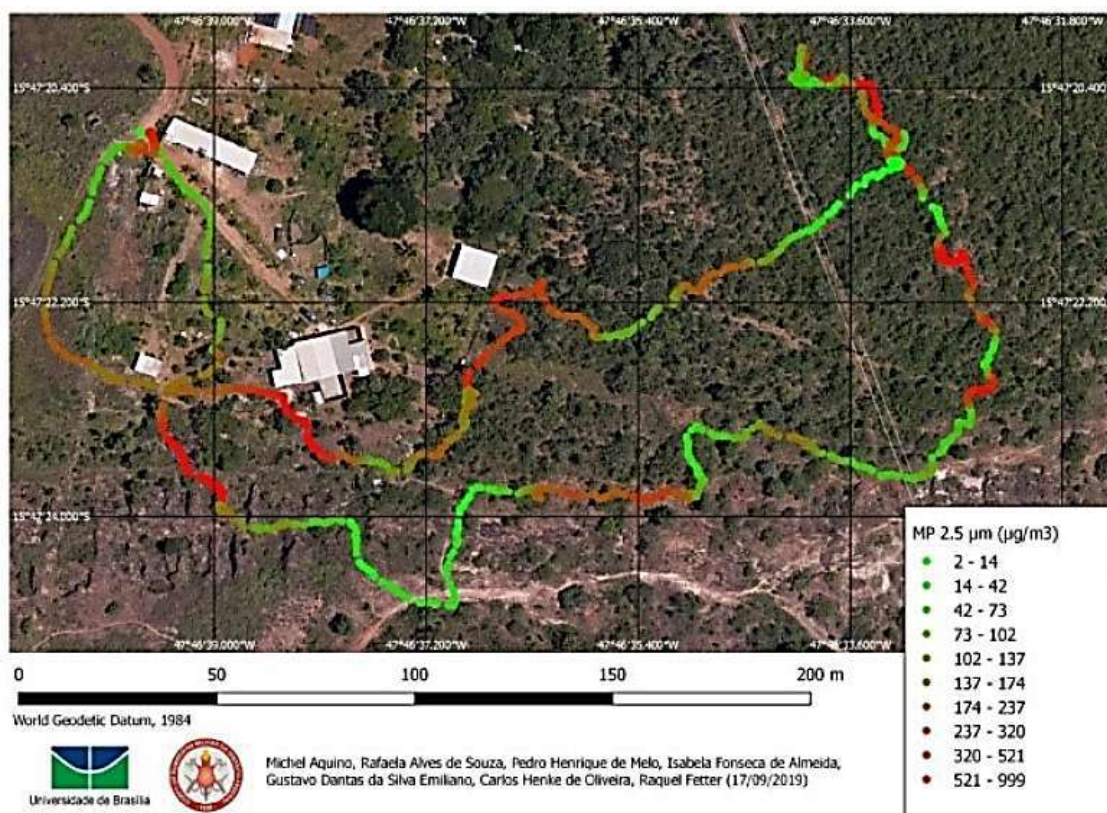 47°46'39.000"W 47°46'37.200"W 47°46'35.400"W 47°46'33.600"W 47°46'31.800"W
15°47'20.400"S 15°47'20.400"S
15°47'22.200"S 15°47'22.200"S
15°47'24.000"S
47°46'39.000"W 47°46'37.200"W 47°46'35.400"W 47°46'33.600"W
MP 2.5 µm (µg/m3)
2 - 14
14 - 42
42 - 73
73 - 102
102 - 137
137 - 174
174 - 237
237 - 320
320 - 521
521 - 999
0 50 100 150 200 m
World Geodetic Datum, 1984
Universidade de Brasília
Michel Aquino, Rafaela Alves de Souza, Pedro Henrique de Melo, Isabela Fonseca de Almeida,
Gustavo Dantas da Silva Emiliano, Carlos Henke de Oliveira, Raquel Fetter (17/09/2019)